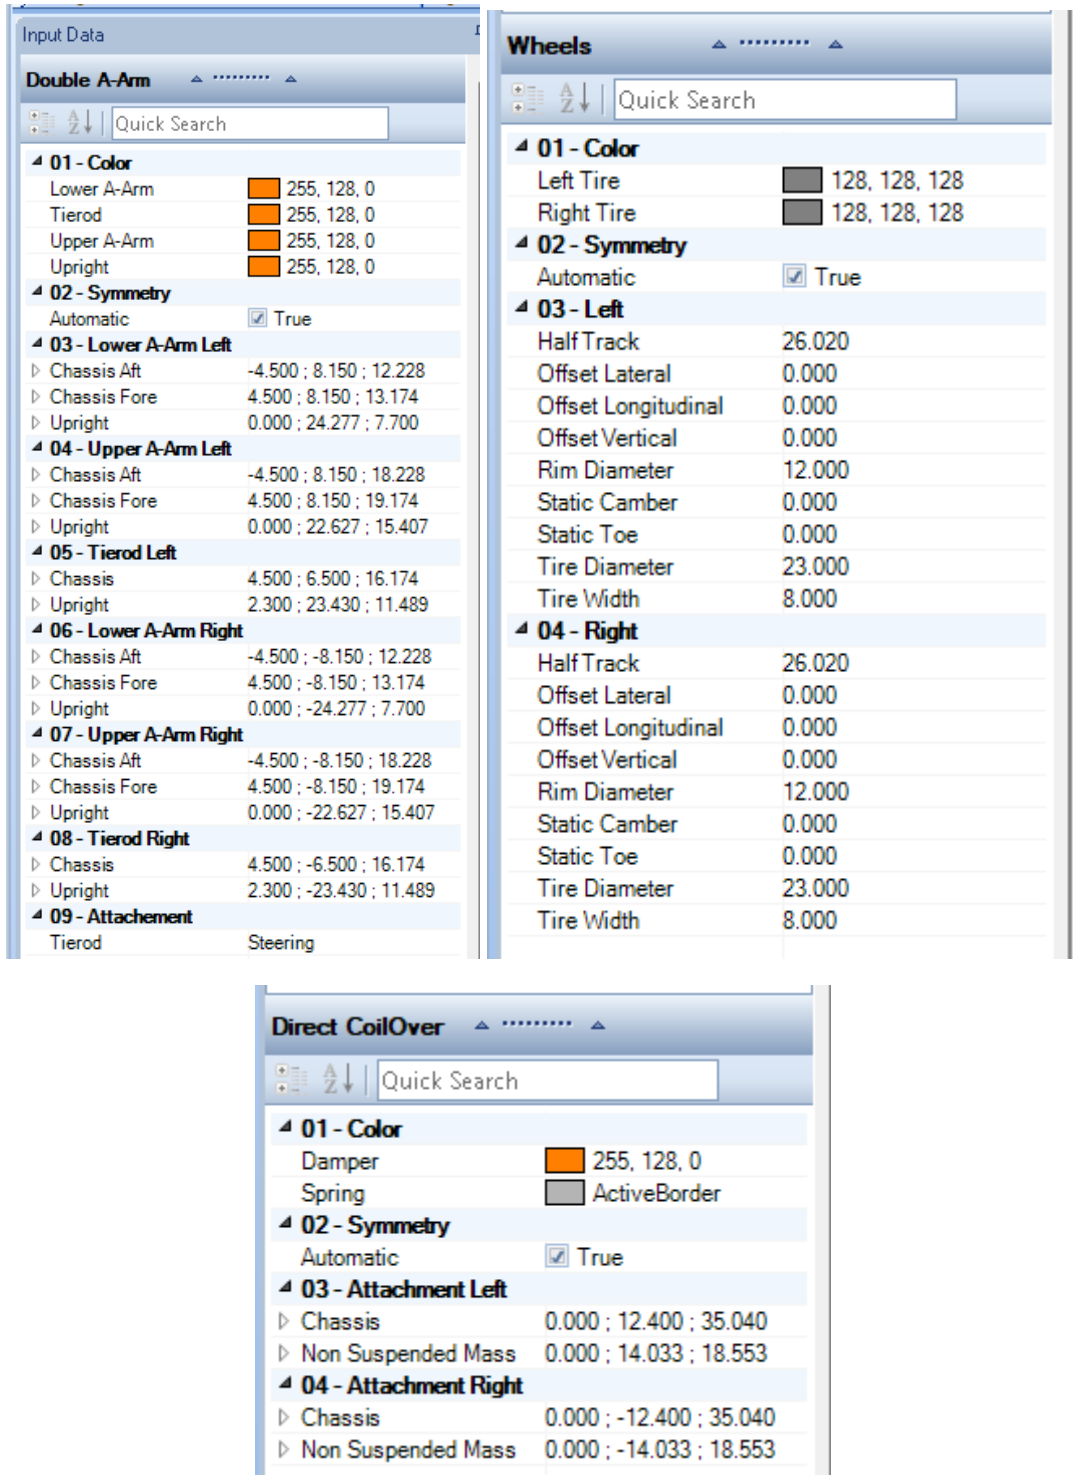 Input Data
Double A-Arm
Quick Search
01 - Color
Lower A-Arm 255, 128, 0
Tierod 255, 128, 0
Upper A-Arm 255, 128, 0
Upright 255, 128, 0
02 - Symmetry
Automatic True
03 - Lower A-Arm Left
Chassis Aft -4.500 ; 8.150 ; 12.228
Chassis Fore 4.500 ; 8.150 ; 13.174
Upright 0.000 ; 24.277 ; 7.700
04 - Upper A-Arm Left
Chassis Aft -4.500 ; 8.150 ; 18.228
Chassis Fore 4.500 ; 8.150 ; 19.174
Upright 0.000 ; 22.627 ; 15.407
05 - Tierod Left
Chassis 4.500 ; 6.500 ; 16.174
Upright 2.300 ; 23.430 ; 11.489
06 - Lower A-Arm Right
Chassis Aft -4.500 ; -8.150 ; 12.228
Chassis Fore 4.500 ; -8.150 ; 13.174
Upright 0.000 ; -24.277 ; 7.700
07 - Upper A-Arm Right
Chassis Aft -4.500 ; -8.150 ; 18.228
Chassis Fore 4.500 ; -8.150 ; 19.174
Upright 0.000 ; -22.627 ; 15.407
08 - Tierod Right
Chassis 4.500 ; -6.500 ; 16.174
Upright 2.300 ; -23.430 ; 11.489
09 - Attachement
Tierod Steering
Wheels
Quick Search
01 - Color
Left Tire 128, 128, 128
Right Tire 128, 128, 128
02 - Symmetry
Automatic True
03 - Left
Half Track 26.020
Offset Lateral 0.000
Offset Longitudinal 0.000
Offset Vertical 0.000
Rim Diameter 12.000
Static Camber 0.000
Static Toe 0.000
Tire Diameter 23.000
Tire Width 8.000
04 - Right
Half Track 26.020
Offset Lateral 0.000
Offset Longitudinal 0.000
Offset Vertical 0.000
Rim Diameter 12.000
Static Camber 0.000
Static Toe 0.000
Tire Diameter 23.000
Tire Width 8.000
Direct CoilOver
Quick Search
01 - Color
Damper 255, 128, 0
Spring ActiveBorder
02 - Symmetry
Automatic True
03 - Attachment Left
Chassis 0.000 ; 12.400 ; 35.040
Non Suspended Mass 0.000 ; 14.033 ; 18.553
04 - Attachment Right
Chassis 0.000 ; -12.400 ; 35.040
Non Suspended Mass 0.000 ; -14.033 ; 18.553